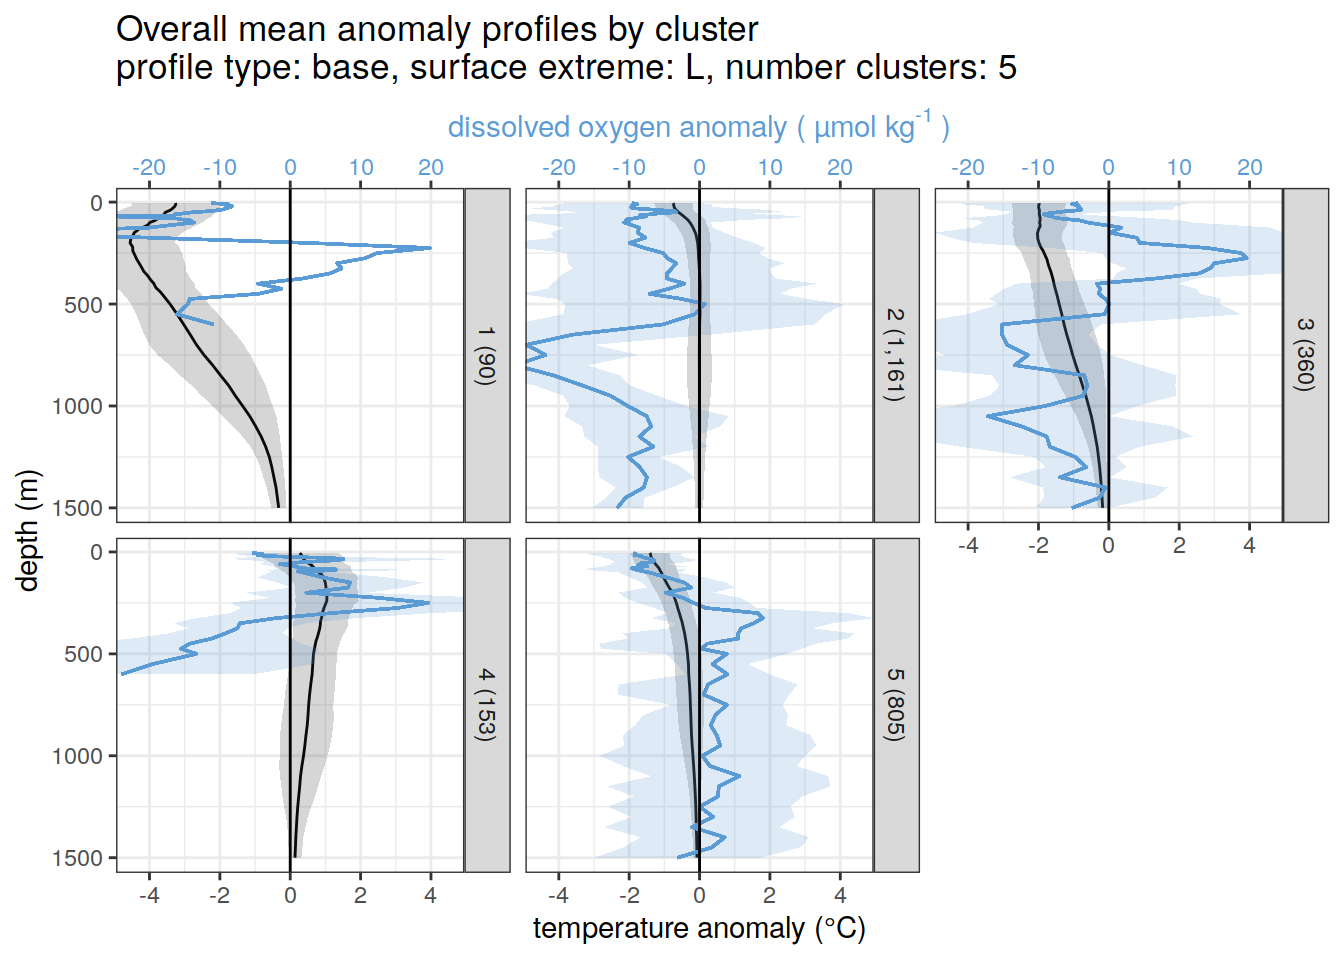 Overall mean anomaly profiles by cluster
profile type: base, surface extreme: L, number clusters: 5
dissolved oxygen anomaly ( µmol kg⁻¹ )
-20 -10 0 10 20
-20 -10 0 10 20
-20 -10 0 10 20
0
500
1000
1500
1 (90)
2 (1,161)
3 (360)
-4 -2 0 2 4
depth (m)
0
500
1000
1500
4 (153)
5 (805)
-4 -2 0 2 4
-4 -2 0 2 4
temperature anomaly (°C)